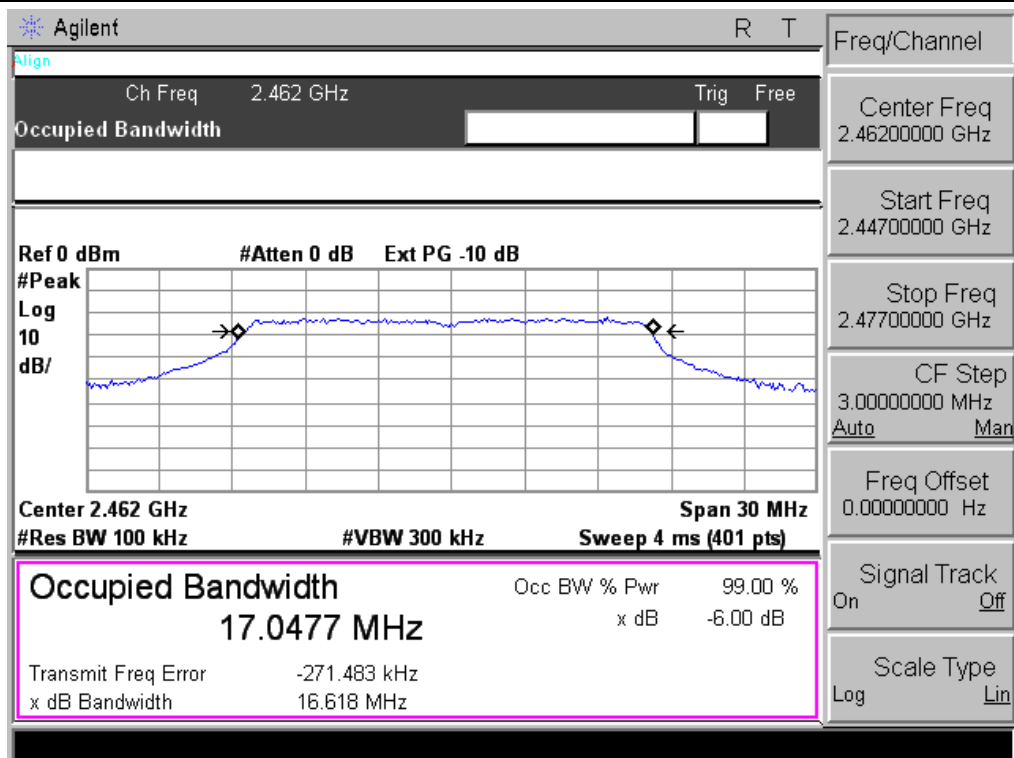 Agilent R T
Align
Ch Freq 2.462 GHz Trig Free
Occupied Bandwidth
Ref 0 dBm #Atten 0 dB Ext PG -10 dB
#Peak
Log
10
dB/
Center 2.462 GHz Span 30 MHz
#Res BW 100 kHz #VBW 300 kHz Sweep 4 ms (401 pts)
Occupied Bandwidth Occ BW % Pwr 99.00 %
17.0477 MHz x dB -6.00 dB
Transmit Freq Error -271.483 kHz
x dB Bandwidth 16.618 MHz
Freq/Channel
Center Freq
2.46200000 GHz
Start Freq
2.44700000 GHz
Stop Freq
2.47700000 GHz
CF Step
3.00000000 MHz
Auto Man
Freq Offset
0.00000000 Hz
Signal Track
On Off
Scale Type
Log Lin